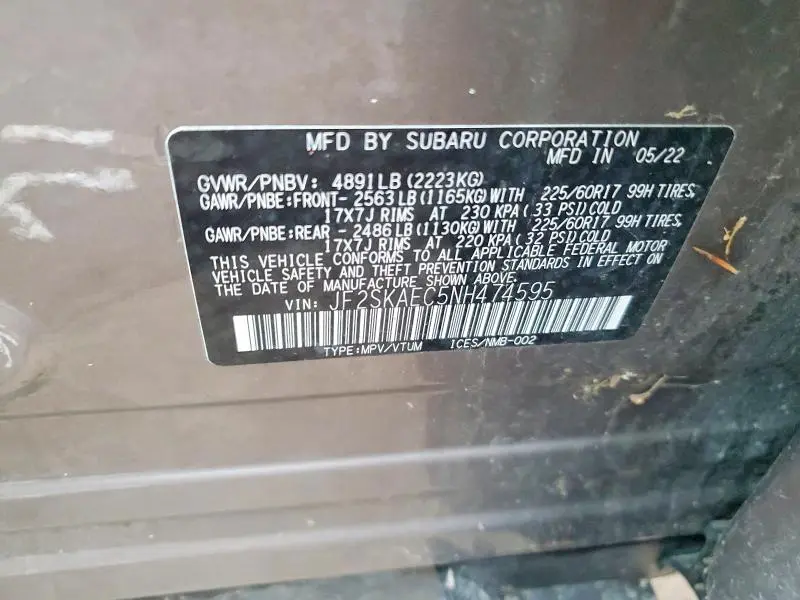 MFD BY SUBARU CORPORATION
MFD IN 05/22
GVWR/PNBV: 4891LB (2223KG)
GAWR/PNBE:FRONT- 2563LB(1165KG)WITH 225/60R17 99H TIRES,
17X7J RIMS AT 230 KPA(33 PSI)COLD
GAWR/PNBE:REAR - 2486LB(1130KG)WITH 225/60R17 99H TIRES,
17X7J RIMS AT 220 KPA(32 PSI)COLD
THIS VEHICLE CONFORMS TO ALL APPLICABLE FEDERAL MOTOR
VEHICLE SAFETY AND THEFT PREVENTION STANDARDS IN EFFECT ON
THE DATE OF MANUFACTURE SHOWN ABOVE.
VIN: JF2SKAEC5NH474595
TYPE:MPV/VTUM ICES/NMB-002